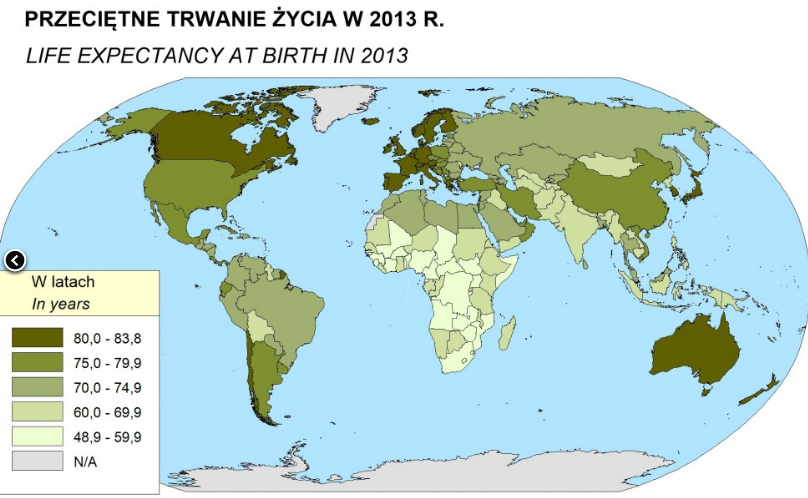 PRZECIĘTNE TRWANIE ŻYCIA W 2013 R.
LIFE EXPECTANCY AT BIRTH IN 2013
W latach
In years
80,0 - 83,8
75,0 - 79,9
70,0 - 74,9
60,0 - 69,9
48,9 - 59,9
N/A